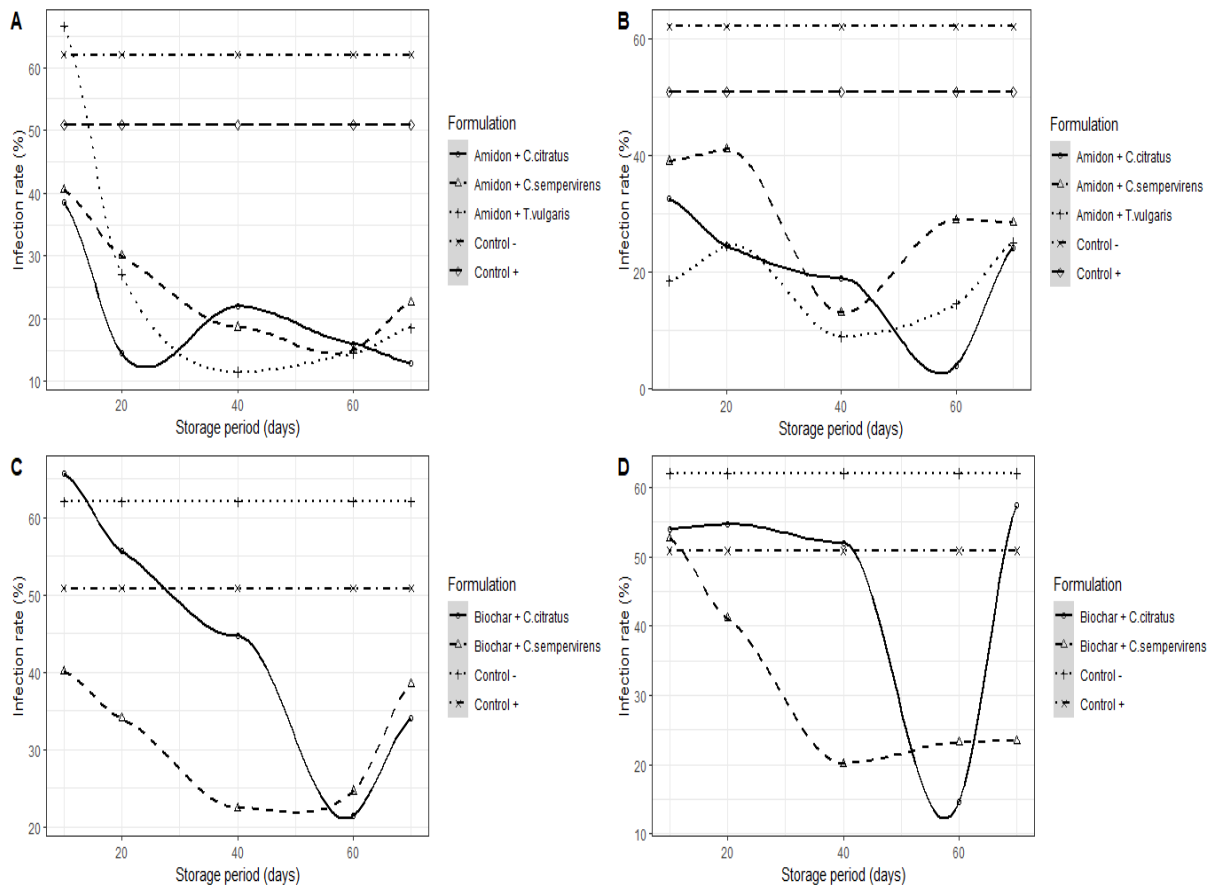 A
Infection rate (%)
60
50
40
30
20
10
20
40
60
Storage period (days)
Formulation
Amidon + C.citratus
Amidon + C.sempervirens
Amidon + T.vulgaris
Control -
Control +
B
Infection rate (%)
60
40
20
0
20
40
60
Storage period (days)
Formulation
Amidon + C.citratus
Amidon + C.sempervirens
Amidon + T.vulgaris
Control -
Control +
C
Infection rate (%)
60
50
40
30
20
20
40
60
Storage period (days)
Formulation
Biochar + C.citratus
Biochar + C.sempervirens
Control -
Control +
D
Infection rate (%)
60
50
40
30
20
10
20
40
60
Storage period (days)
Formulation
Biochar + C.citratus
Biochar + C.sempervirens
Control -
Control +